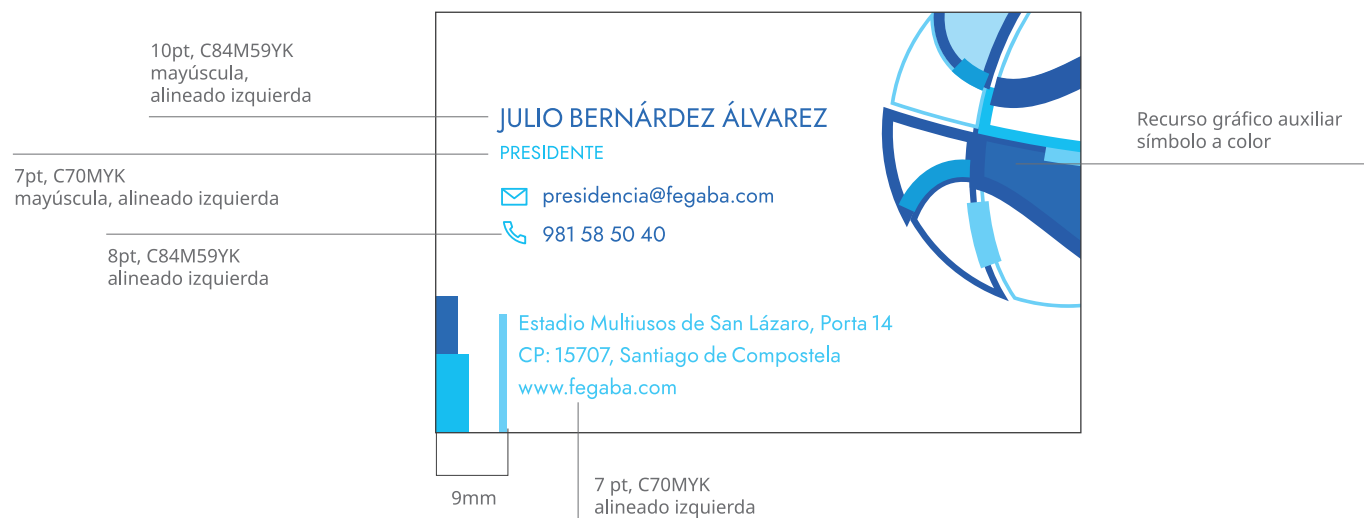 10pt, C84M59YK
mayúscula,
alineado izquierda
7pt, C70MYK
mayúscula, alineado izquierda
8pt, C84M59YK
alineado izquierda
JULIO BERNÁRDEZ ÁLVAREZ
PRESIDENTE
presidencia@fegaba.com
981 58 50 40
Estadio Multiusos de San Lázaro, Porta 14
CP: 15707, Santiago de Compostela
www.fegaba.com
Recurso gráfico auxiliar
símbolo a color
9mm
7 pt, C70MYK
alineado izquierda